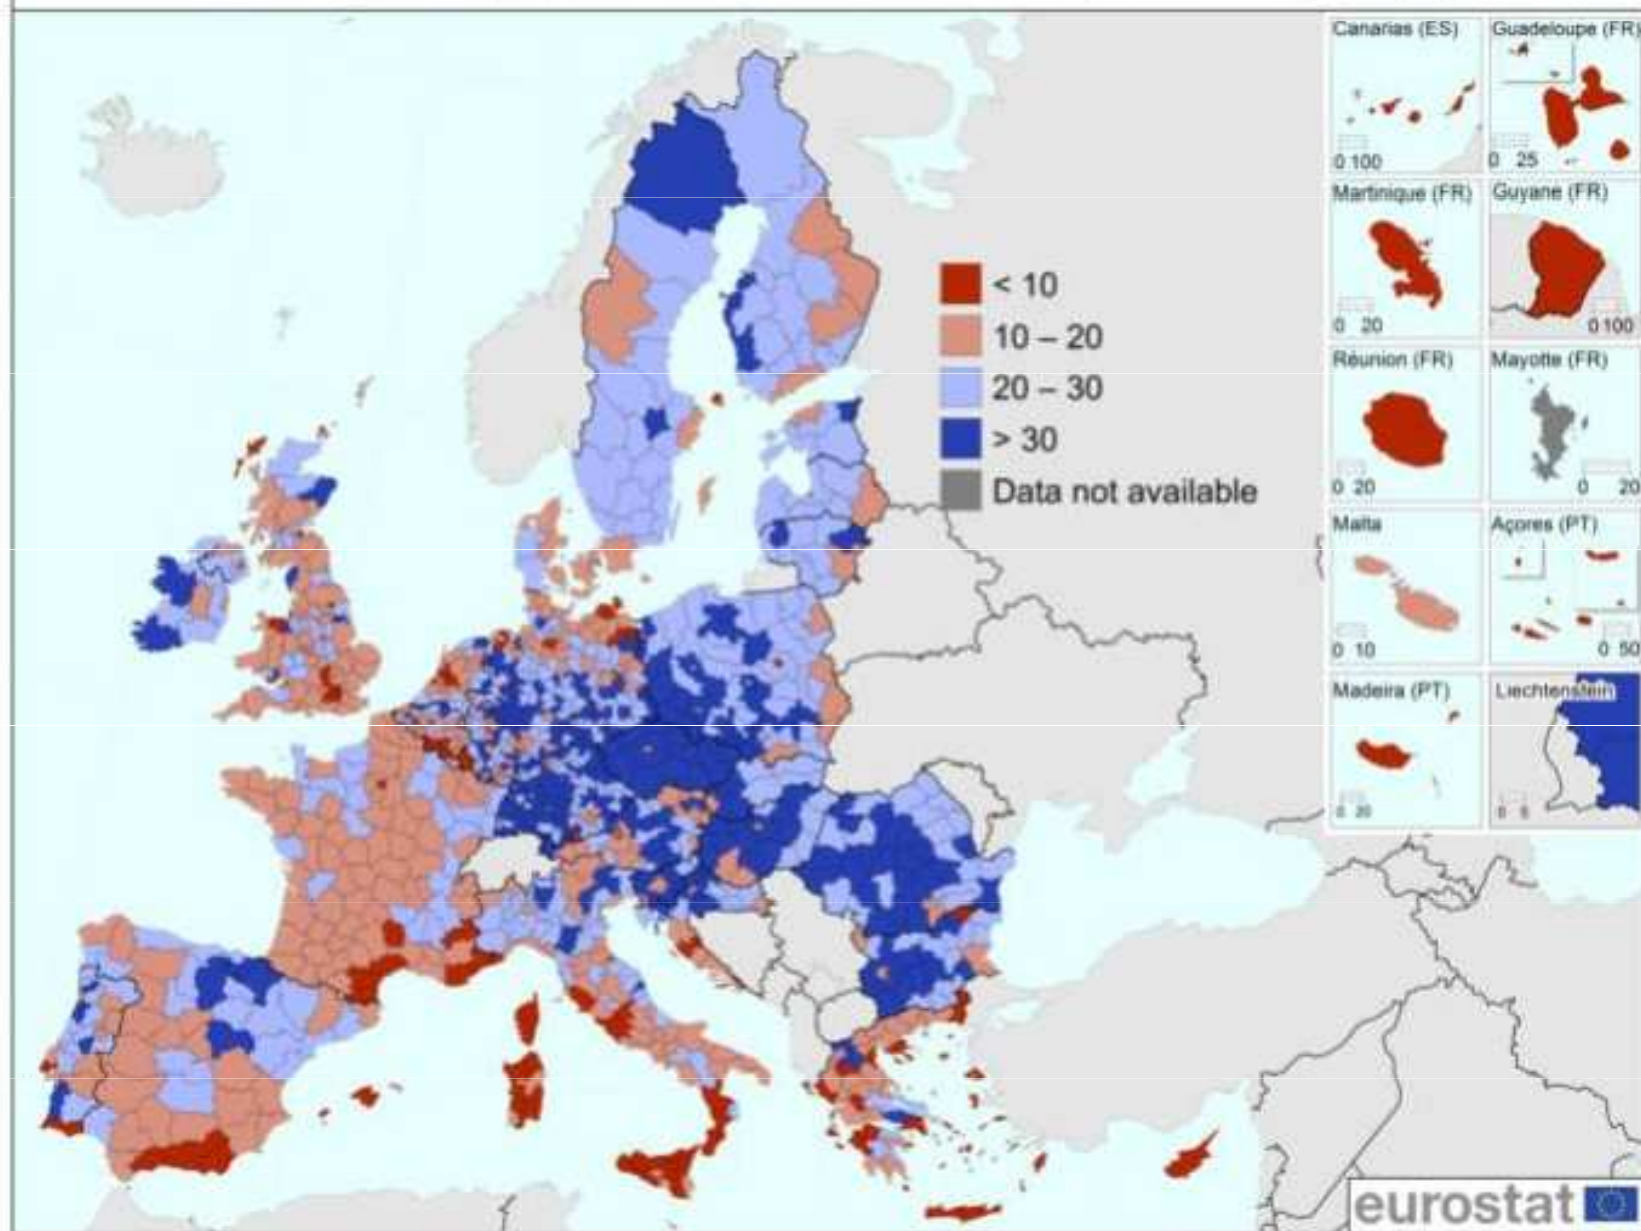 < 10
10 – 20
20 – 30
> 30
Data not available
Canarias (ES)
0 100
Guadeloupe (FR)
0 25
Martinique (FR)
0 20
Guyane (FR)
0 100
Réunion (FR)
0 20
Mayotte (FR)
0 20
Malta
0 10
Açores (PT)
0 50
Madeira (PT)
0 20
Liechtenstein
eurostat